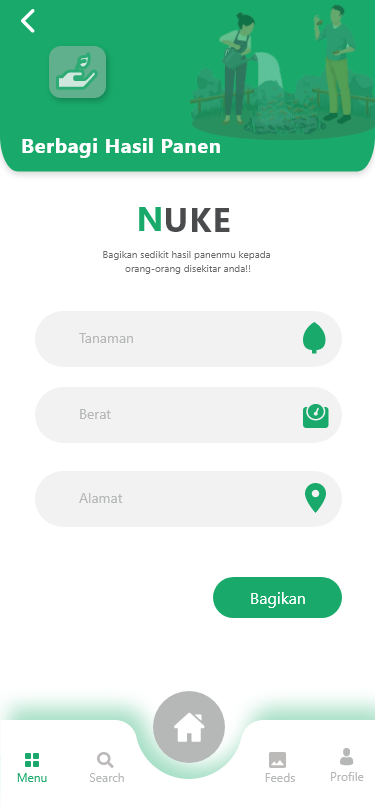 Berbagi Hasil Panen
NUKE
Bagikan sedikit hasil panenmu kepada
orang-orang disekitar anda!!
Tanaman
Berat
Alamat
Bagikan
Menu
Search
Feeds
Profile